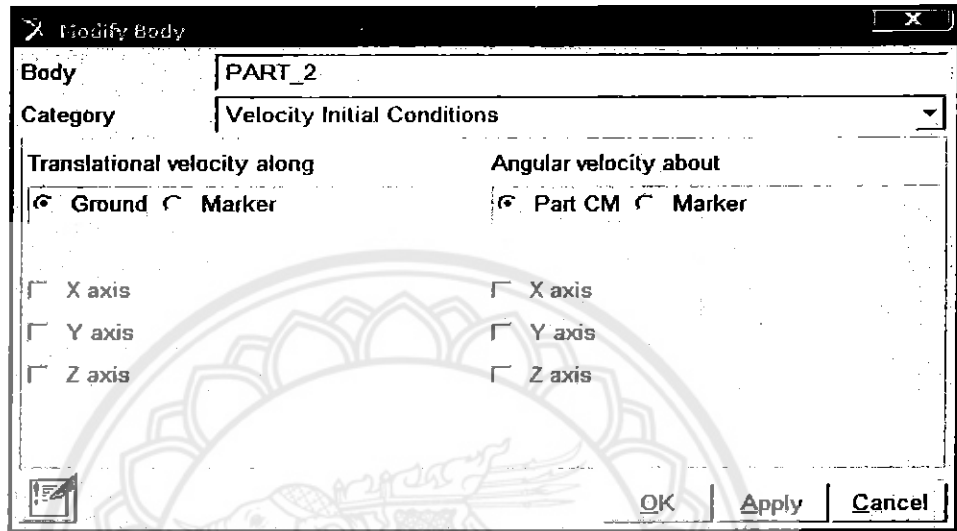 Modify Body
Body PART_2
Category Velocity Initial Conditions
Translational velocity along Angular velocity about
Ground Marker Part CM Marker
X axis X axis
Y axis Y axis
Z axis Z axis
OK Apply Cancel